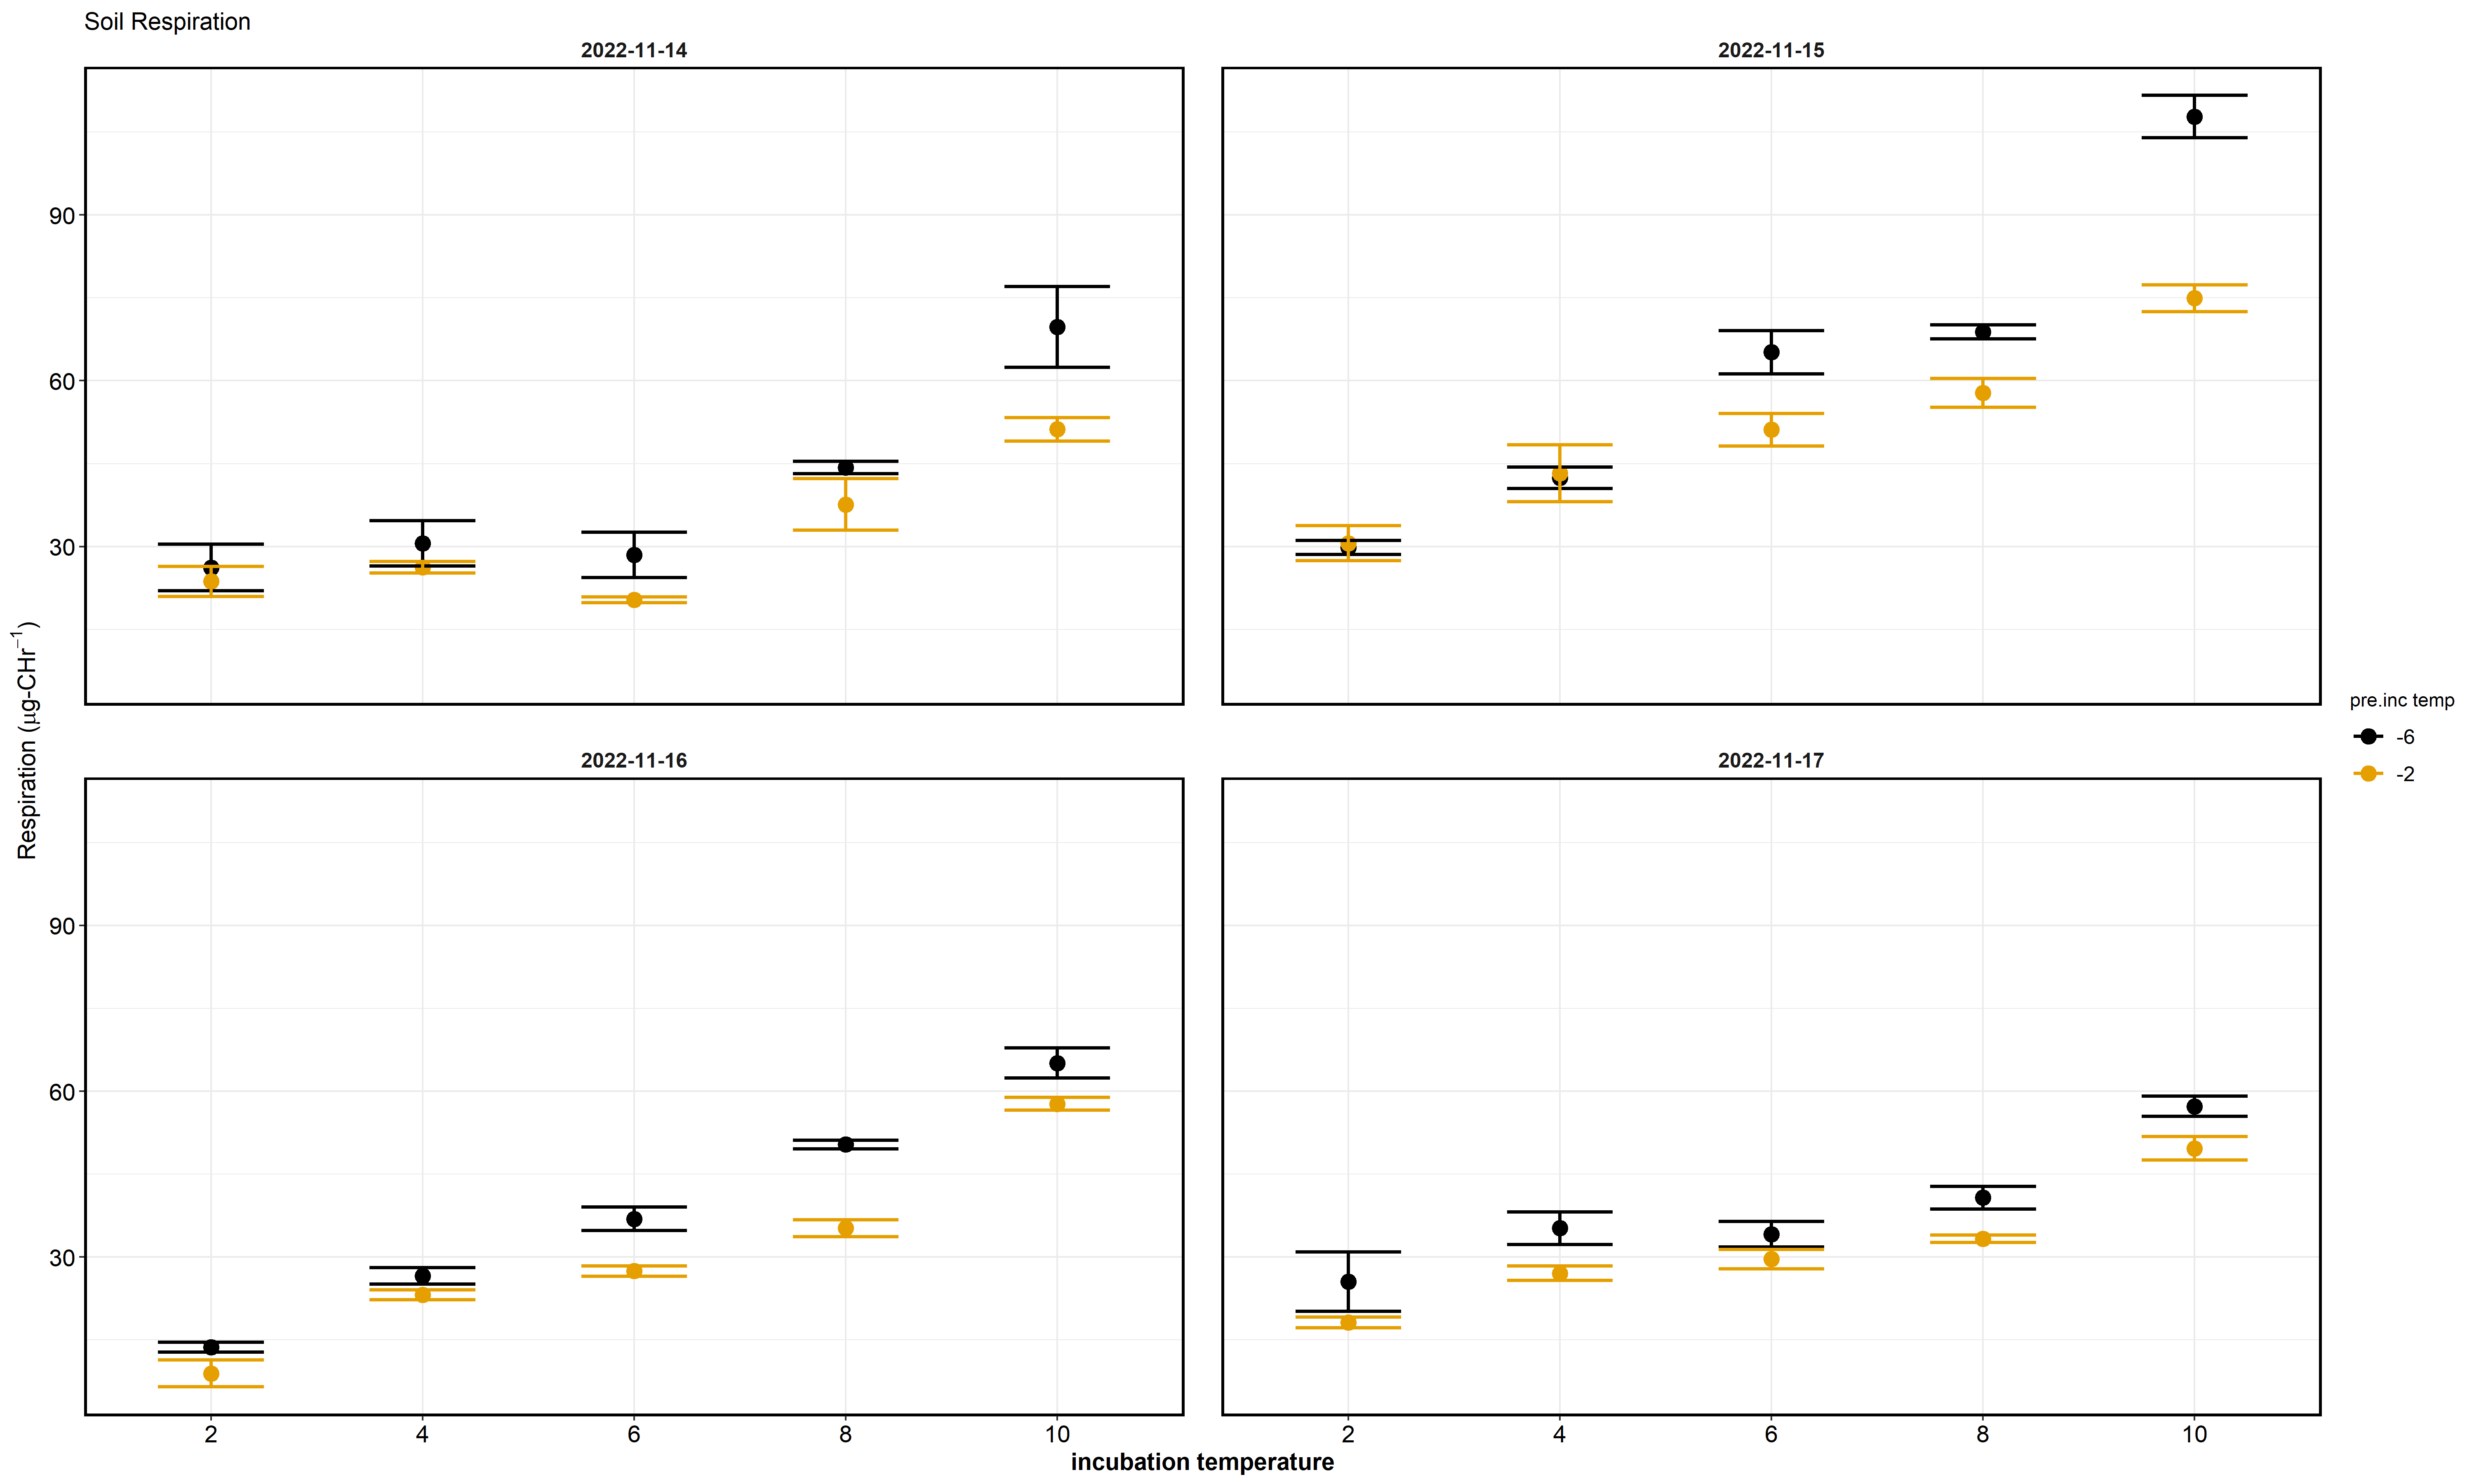 Soil Respiration
2022-11-14
2022-11-15
90
60
30
2022-11-16
2022-11-17
90
60
30
2 4 6 8 10
2 4 6 8 10
incubation temperature
Respiration (μg-CHr⁻¹)
pre.inc temp
-6
-2